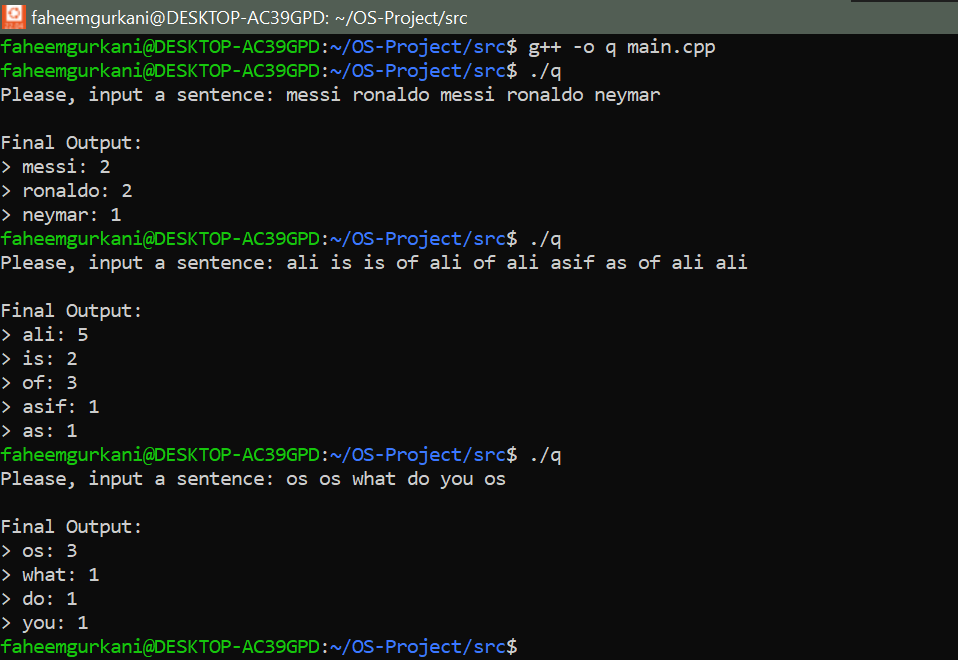 22.04
faheemgurkani@DESKTOP-AC39GPD: ~/OS-Project/src
faheemgurkani@DESKTOP-AC39GPD:~/OS-Project/src$ g++ -o q main.cpp
faheemgurkani@DESKTOP-AC39GPD:~/OS-Project/src$ ./q
Please, input a sentence: messi ronaldo messi ronaldo neymar

Final Output:
> messi: 2
> ronaldo: 2
> neymar: 1
faheemgurkani@DESKTOP-AC39GPD:~/OS-Project/src$ ./q
Please, input a sentence: ali is is of ali of ali asif as of ali ali

Final Output:
> ali: 5
> is: 2
> of: 3
> asif: 1
> as: 1
faheemgurkani@DESKTOP-AC39GPD:~/OS-Project/src$ ./q
Please, input a sentence: os os what do you os

Final Output:
> os: 3
> what: 1
> do: 1
> you: 1
faheemgurkani@DESKTOP-AC39GPD:~/OS-Project/src$